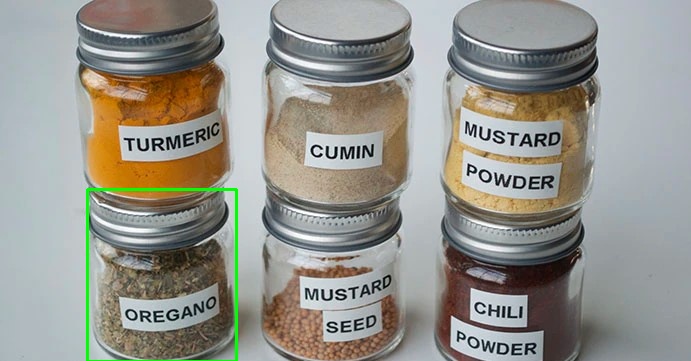 TURMERIC
CUMIN
MUSTARD
POWDER
OREGANO
MUSTARD
SEED
CHILI
POWDER